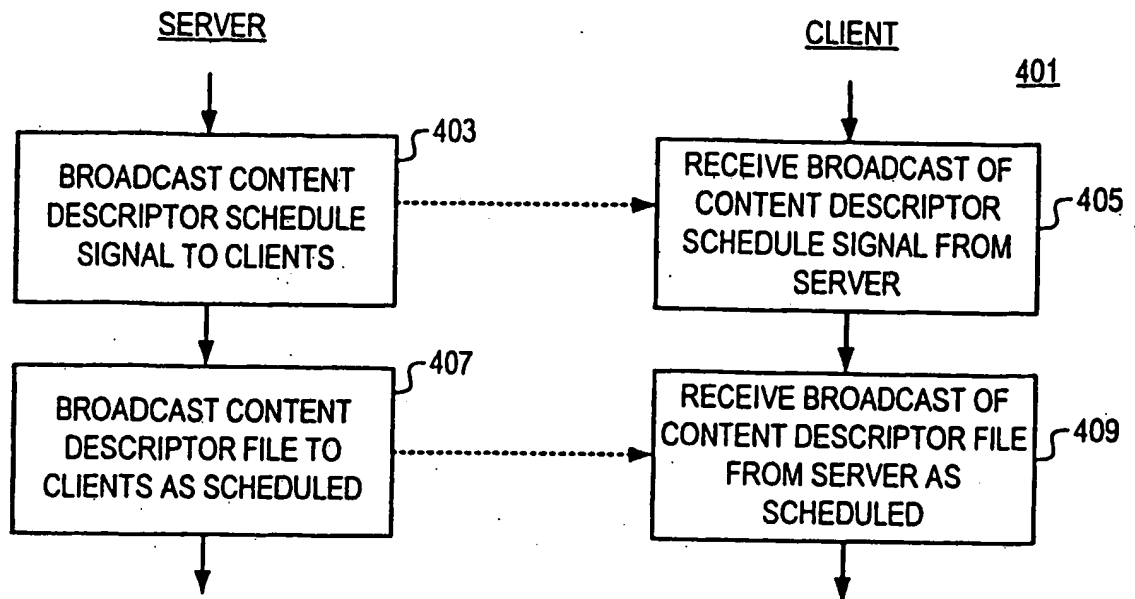 SERVER
CLIENT
401
403
BROADCAST CONTENT
DESCRIPTOR SCHEDULE
SIGNAL TO CLIENTS
RECEIVE BROADCAST OF
CONTENT DESCRIPTOR
SCHEDULE SIGNAL FROM
SERVER
405
407
BROADCAST CONTENT
DESCRIPTOR FILE TO
CLIENTS AS SCHEDULED
RECEIVE BROADCAST OF
CONTENT DESCRIPTOR FILE
FROM SERVER AS
SCHEDULED
409